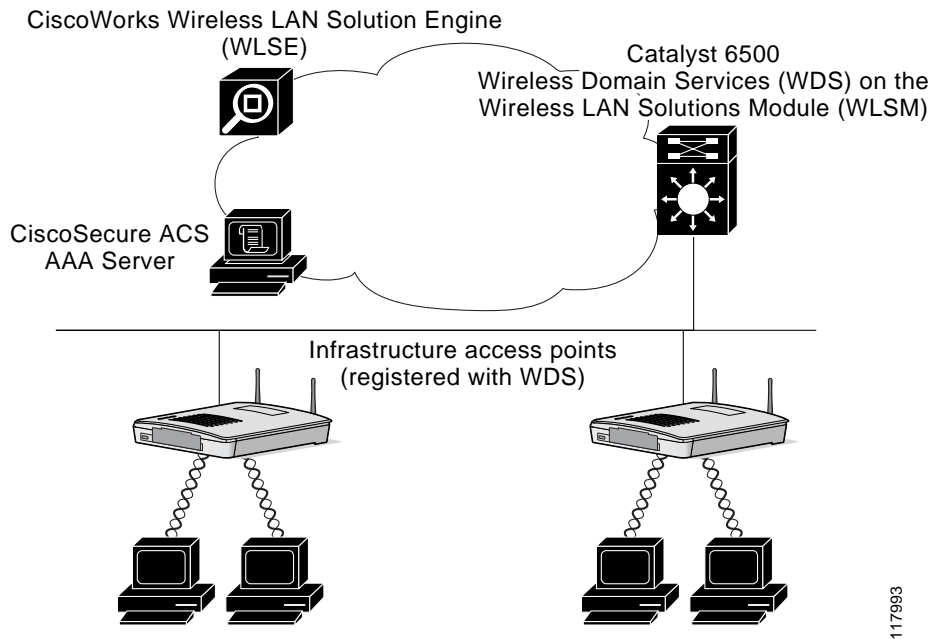 CiscoWorks Wireless LAN Solution Engine
(WLSE)
Catalyst 6500
Wireless Domain Services (WDS) on the
Wireless LAN Solutions Module (WLSM)
CiscoSecure ACS
AAA Server
Infrastructure access points
(registered with WDS)
117993